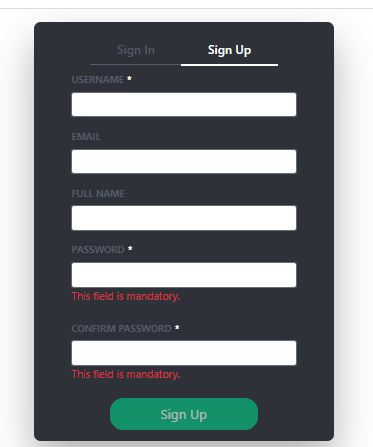 Sign In Sign Up
USERNAME *
EMAIL
FULL NAME
PASSWORD *
This field is mandatory.
CONFIRM PASSWORD *
This field is mandatory.
Sign Up